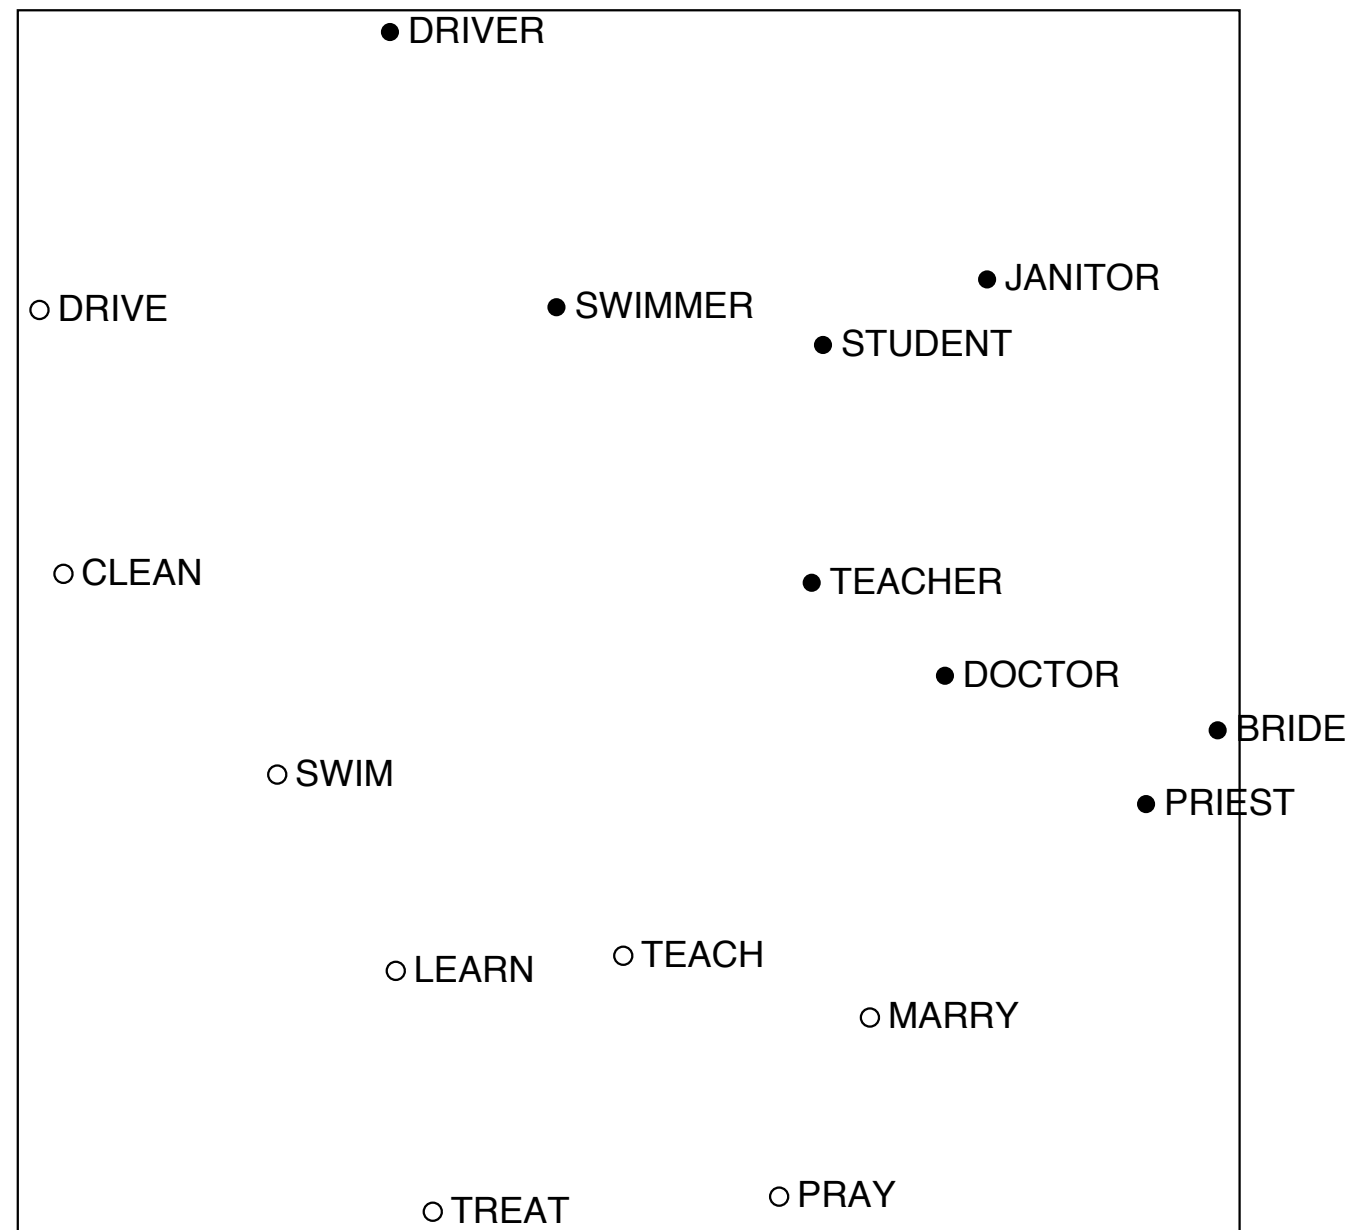 DRIVER
JANITOR
DRIVE
SWIMMER
STUDENT
CLEAN
TEACHER
DOCTOR
BRIDE
SWIM
PRIEST
TEACH
LEARN
MARRY
PRAY
TREAT